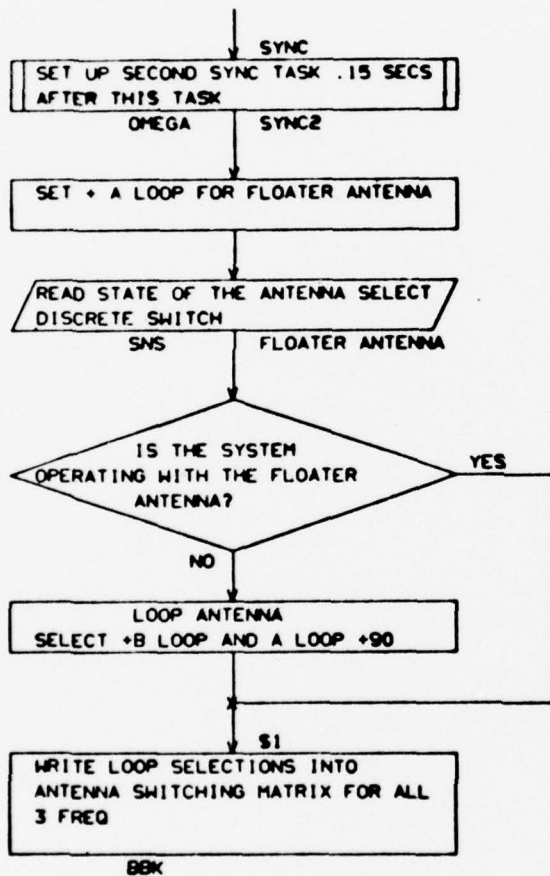 SYNC
SET UP SECOND SYNC TASK .15 SECS
AFTER THIS TASK
OMEGA SYNC2
SET + A LOOP FOR FLOATER ANTENNA
READ STATE OF THE ANTENNA SELECT
DISCRETE SWITCH
SNS FLOATER ANTENNA
IS THE SYSTEM
OPERATING WITH THE FLOATER
ANTENNA?
YES
NO
LOOP ANTENNA
SELECT +B LOOP AND A LOOP +90
S1
WRITE LOOP SELECTIONS INTO
ANTENNA SWITCHING MATRIX FOR ALL
3 FREQ
BBK